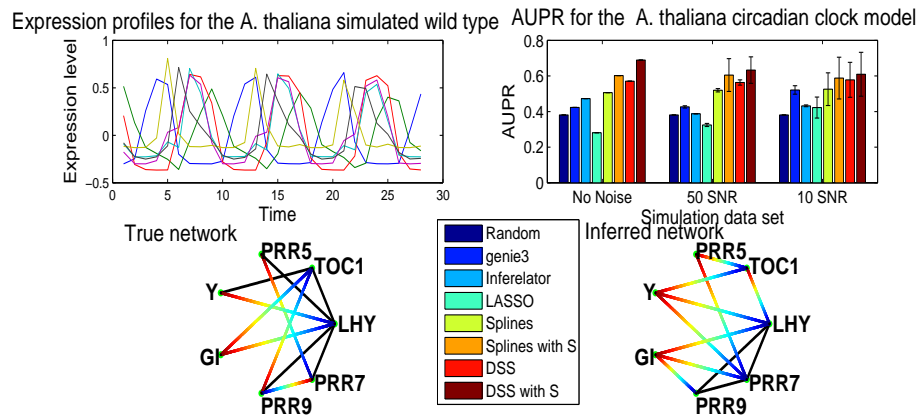 Expression profiles for the A. thaliana simulated wild type
Expression level
1
0.5
0
−0.5
0
5
10
15
20
25
30
Time
AUPR for the A. thaliana circadian clock model
AUPR
0.8
0.6
0.4
0.2
0
No Noise
50 SNR
10 SNR
Simulation data set
True network
PRR5
TOC1
Y
LHY
GI
PRR7
PRR9
Random
genie3
Inferelator
LASSO
Splines
Splines with S
DSS
DSS with S
Inferred network
PRR5
TOC1
Y
LHY
GI
PRR7
PRR9